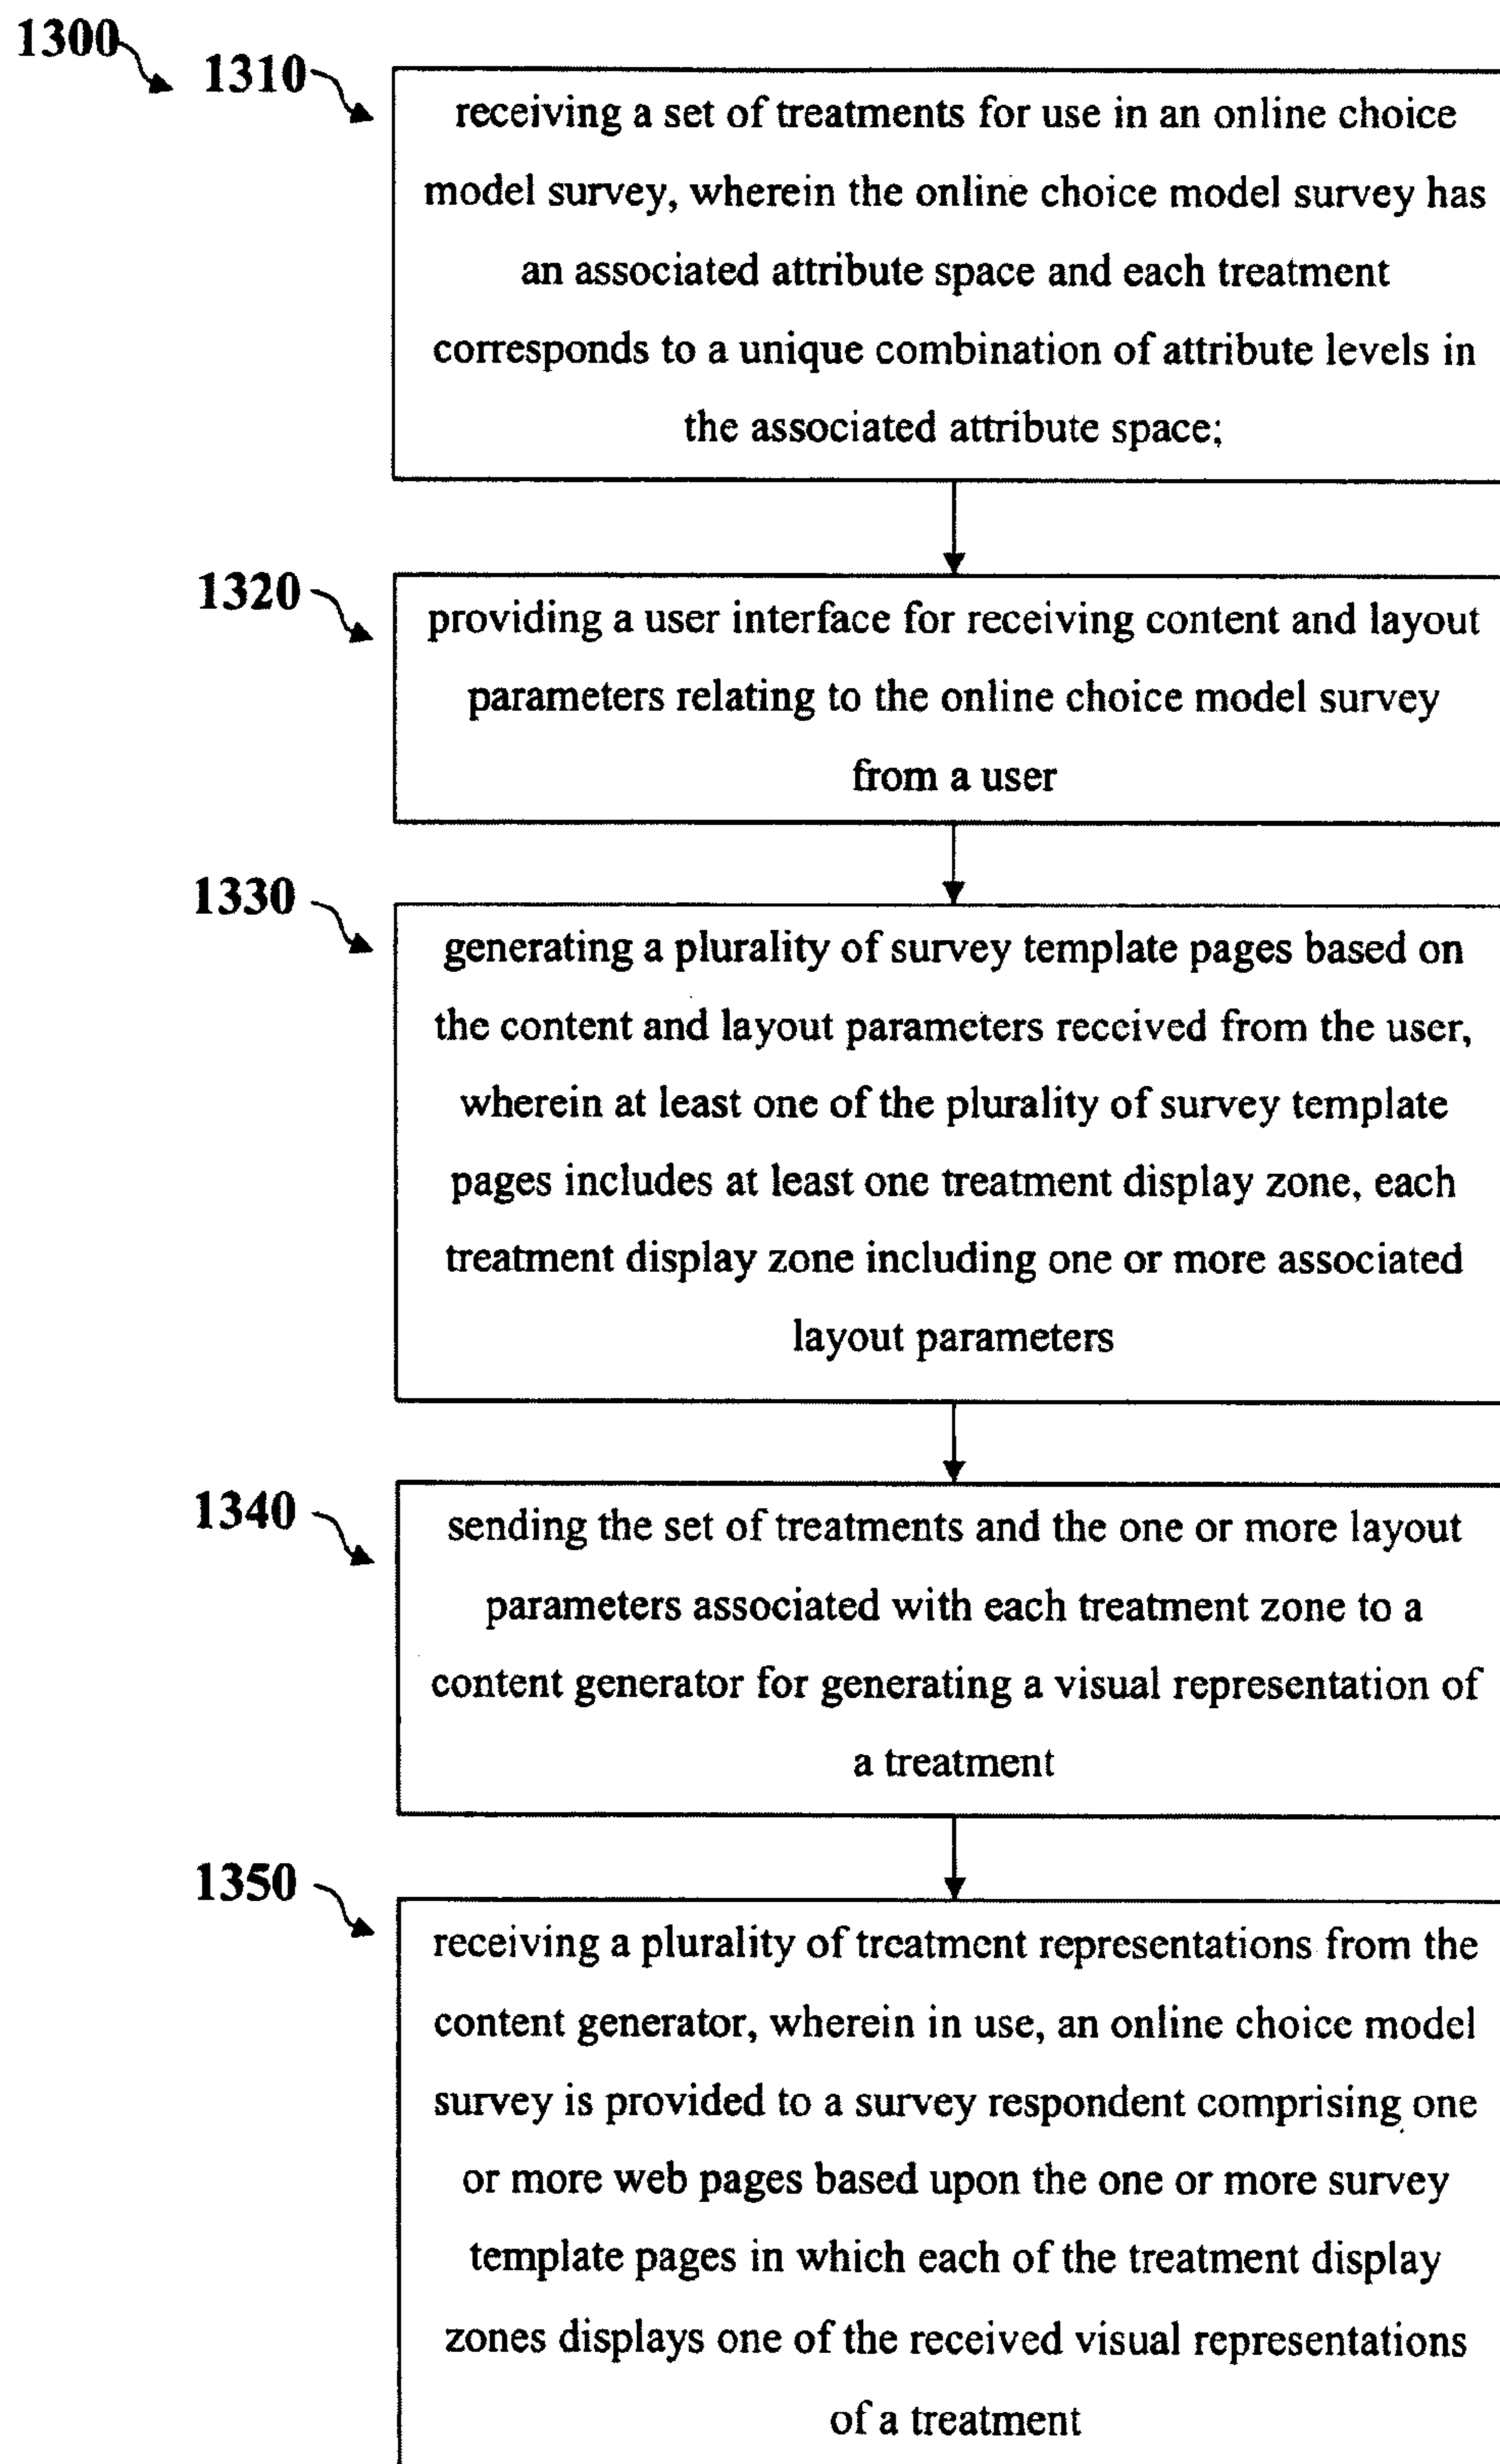 1300
1310
receiving a set of treatments for use in an online choice
model survey, wherein the online choice model survey has
an associated attribute space and each treatment
corresponds to a unique combination of attribute levels in
the associated attribute space;
1320
providing a user interface for receiving content and layout
parameters relating to the online choice model survey
from a user
1330
generating a plurality of survey template pages based on
the content and layout parameters received from the user,
wherein at least one of the plurality of survey template
pages includes at least one treatment display zone, each
treatment display zone including one or more associated
layout parameters
1340
sending the set of treatments and the one or more layout
parameters associated with each treatment zone to a
content generator for generating a visual representation of
a treatment
1350
receiving a plurality of treatment representations from the
content generator, wherein in use, an online choice model
survey is provided to a survey respondent comprising one
or more web pages based upon the one or more survey
template pages in which each of the treatment display
zones displays one of the received visual representations
of a treatment